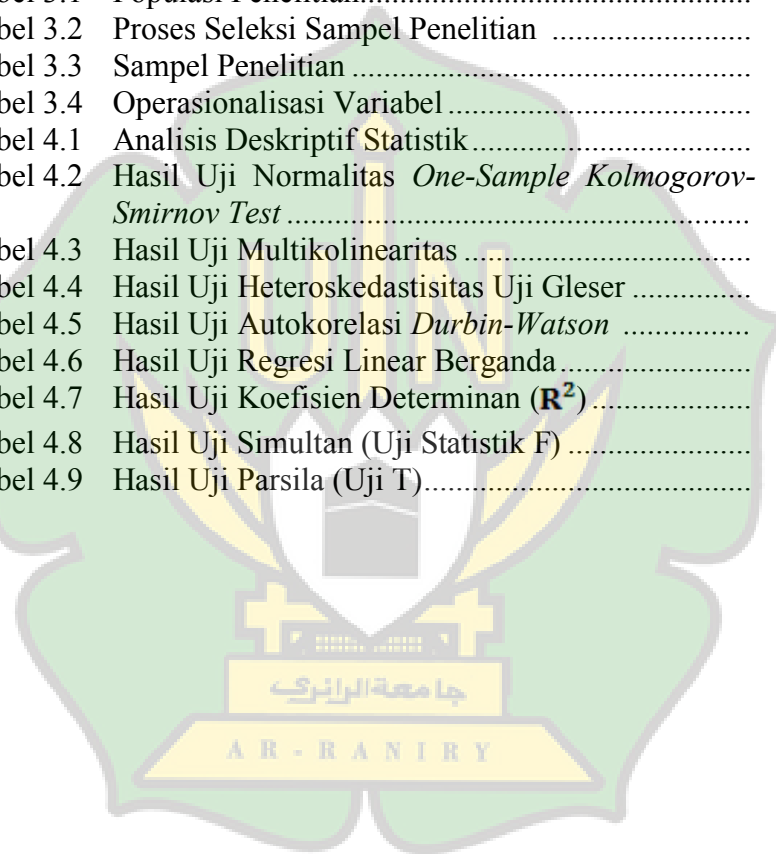 bel 3.1 Populasi Penelitian..................................................
bel 3.2 Proses Seleksi Sampel Penelitian .........................
bel 3.3 Sampel Penelitian ..................................................
bel 3.4 Operasionalisasi Variabel ......................................
bel 4.1 Analisis Deskriptif Statistik...................................
bel 4.2 Hasil Uji Normalitas One-Sample Kolmogorov-
Smirnov Test ..........................................................
bel 4.3 Hasil Uji Multikolinearitas ....................................
bel 4.4 Hasil Uji Heteroskedastisitas Uji Gleser ...............
bel 4.5 Hasil Uji Autokorelasi Durbin-Watson ................
bel 4.6 Hasil Uji Regresi Linear Berganda........................
bel 4.7 Hasil Uji Koefisien Determinan (R²) ....................
bel 4.8 Hasil Uji Simultan (Uji Statistik F) .......................
bel 4.9 Hasil Uji Parsila (Uji T).........................................
UIN
جامعةالرانري
AR-RANIRY